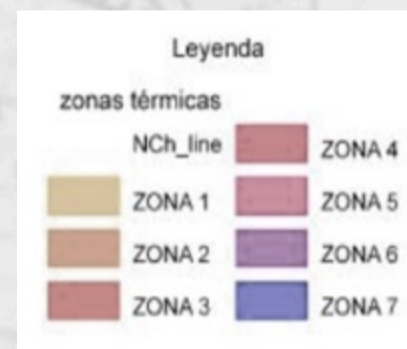 Leyenda
zonas térmicas
NCh_line
ZONA 1
ZONA 2
ZONA 3
ZONA 4
ZONA 5
ZONA 6
ZONA 7